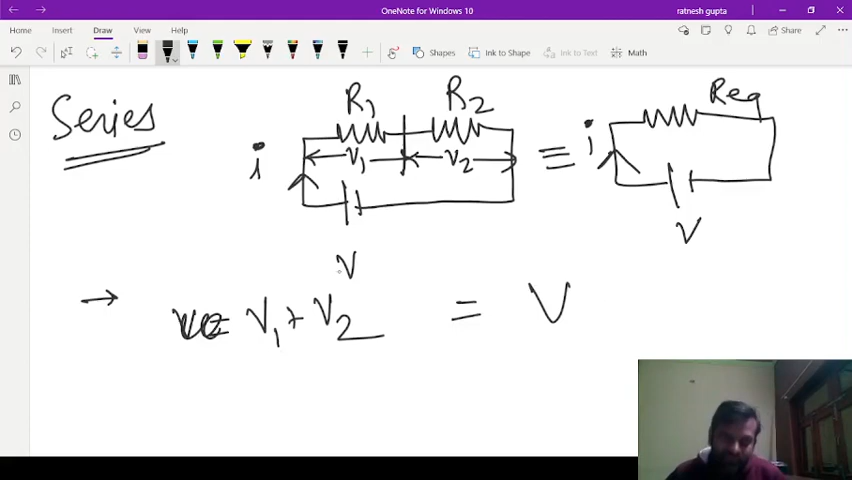 OneNote for Windows 10
ratnesh gupta
Home Insert Draw View Help Share
Shapes Ink to Shape Ink to Text Math
Series
R1 R2 Req
i V1 V2 ≡ i
V V
→ V1 + V2 = V